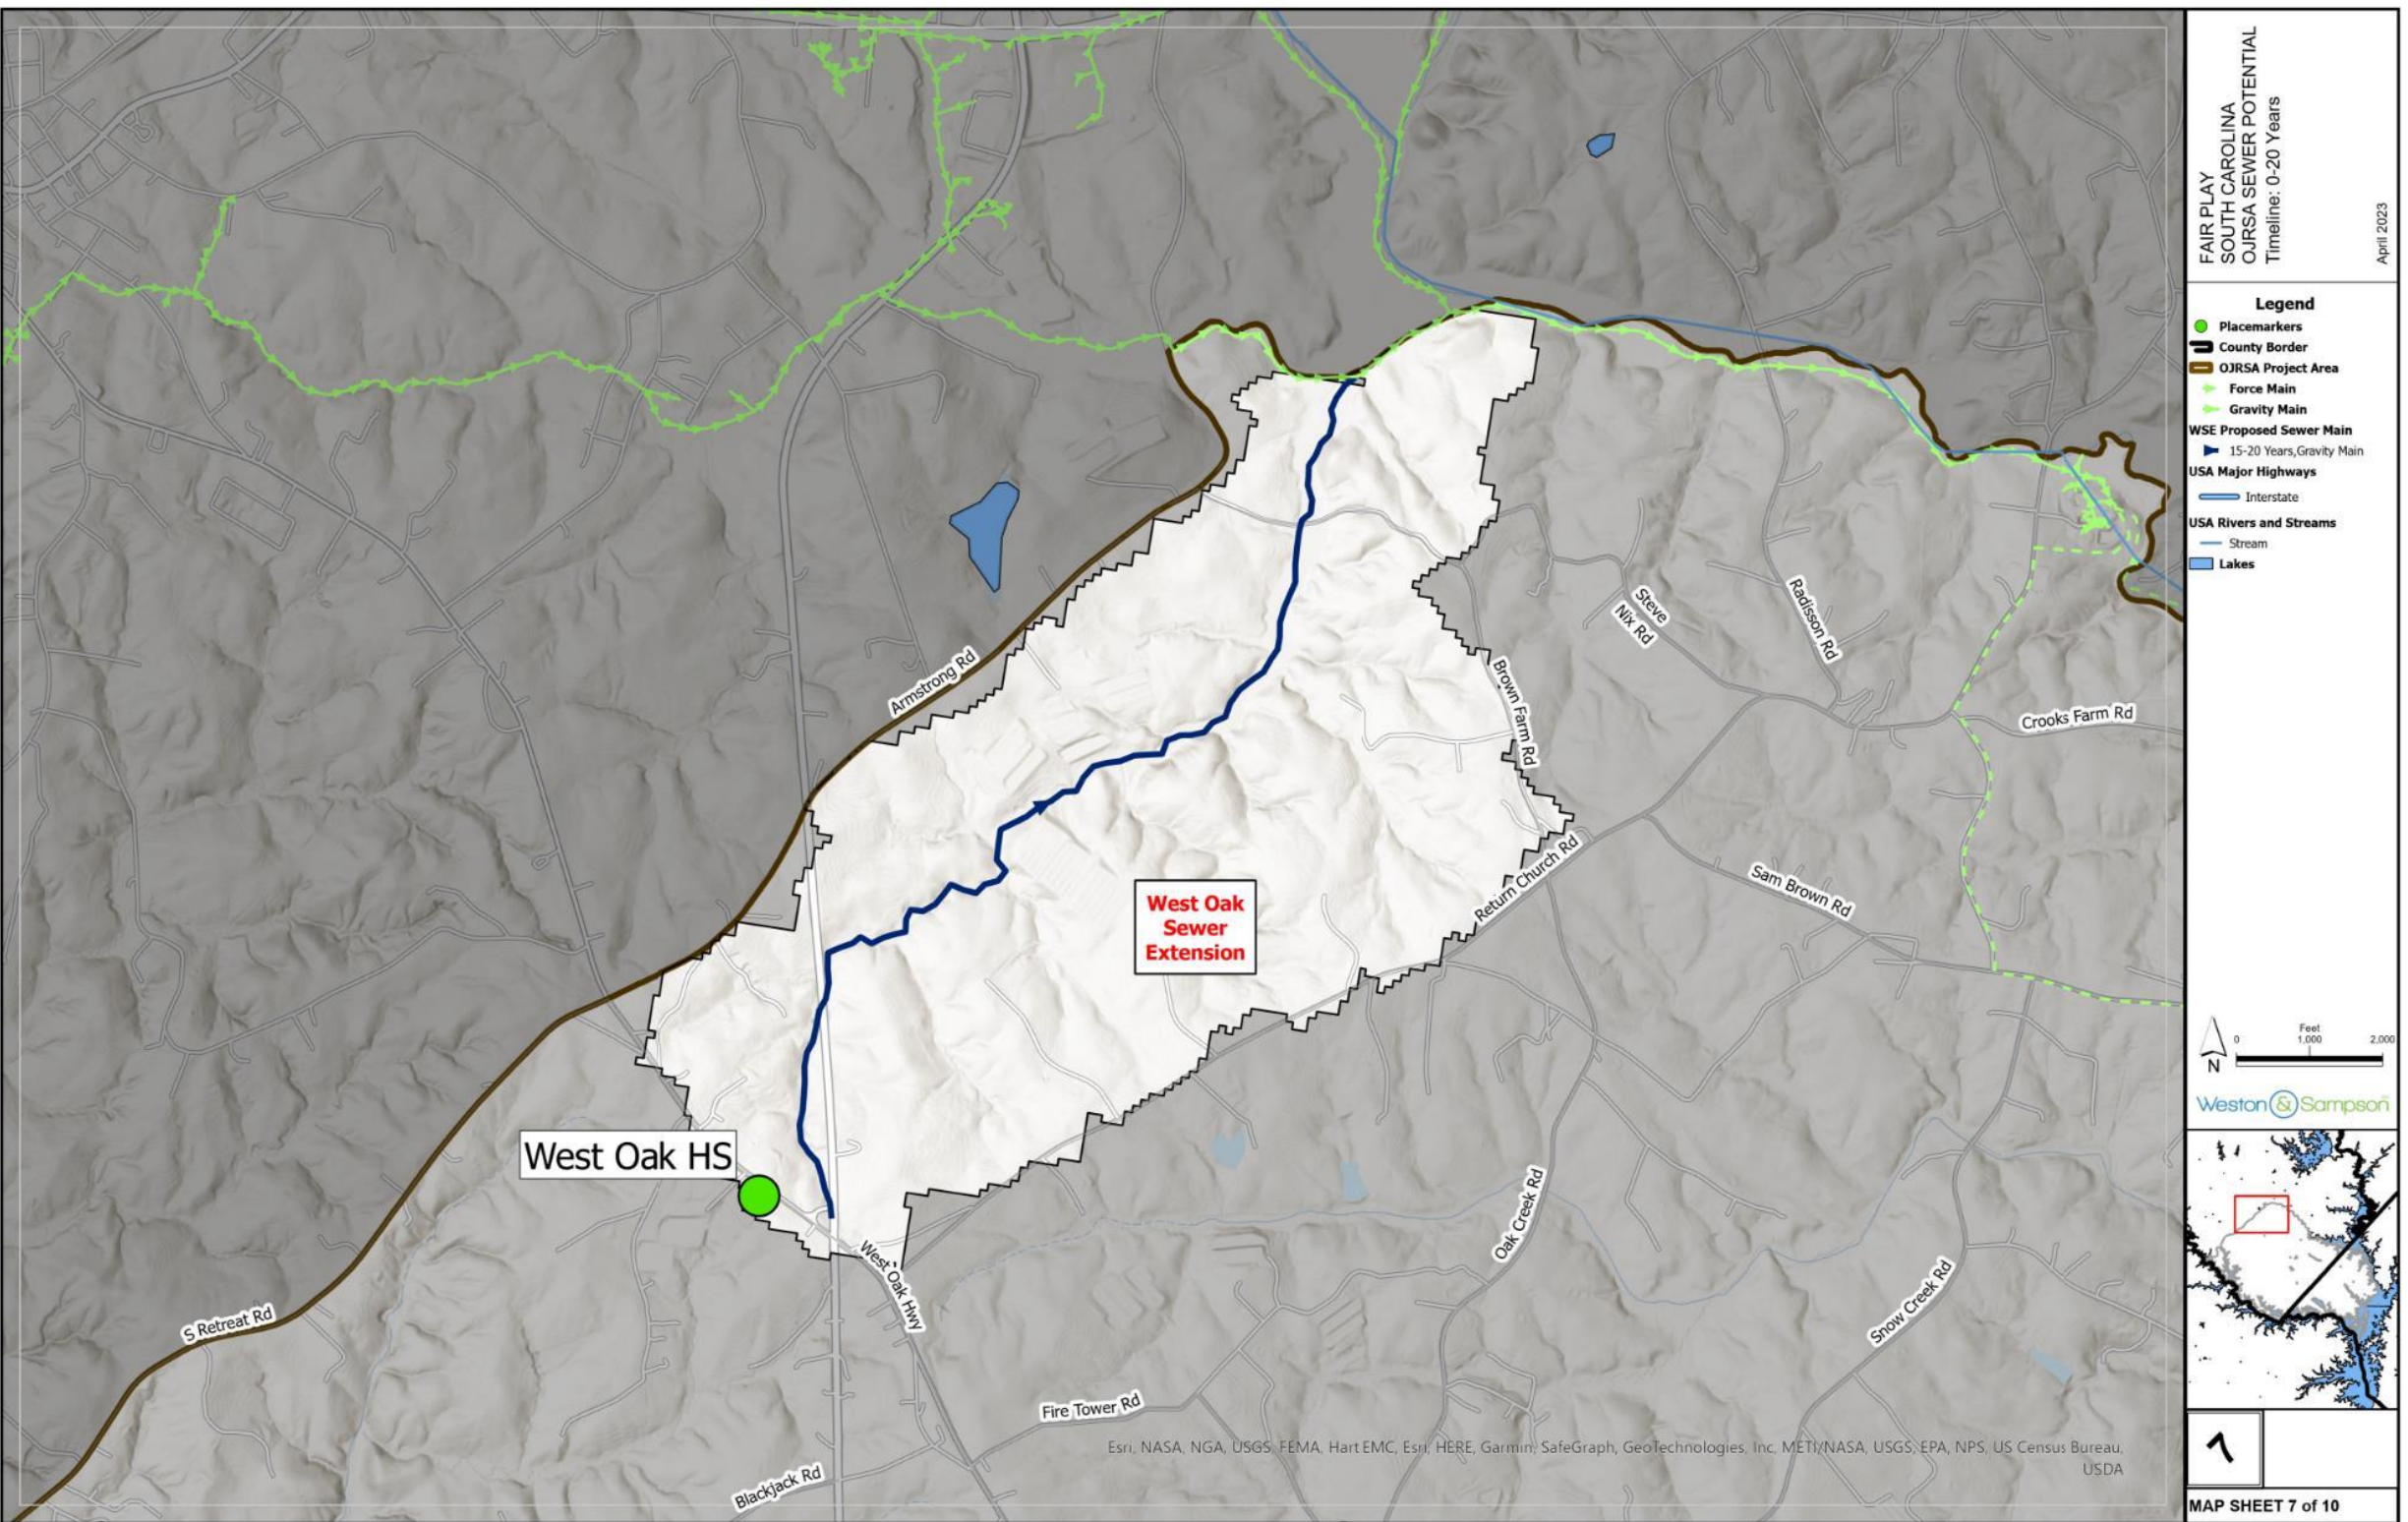 FAIR PLAY
SOUTH CAROLINA
OJRSA SEWER POTENTIAL
Timeline: 0-20 Years
April 2023
Legend
Placemarkers
County Border
OJRSA Project Area
Force Main
Gravity Main
WSE Proposed Sewer Main
15-20 Years,Gravity Main
USA Major Highways
Interstate
USA Rivers and Streams
Stream
Lakes
Steve
Nix Rd
Radisson Rd
Armstrong Rd
Brown Farm Rd
Crooks Farm Rd
Return Church Rd
Sam Brown Rd
West Oak
Sewer
Extension
West Oak HS
West Oak Hwy
Oak Creek Rd
Snow Creek Rd
S Retreat Rd
Fire Tower Rd
Blackjack Rd
Esri, NASA, NGA, USGS, FEMA, Hart EMC, Esri, HERE, Garmin, SafeGraph, GeoTechnologies, Inc, METI/NASA, USGS, EPA, NPS, US Census Bureau,
USDA
Feet
0 1,000 2,000
N
Weston & Sampson
7
MAP SHEET 7 of 10